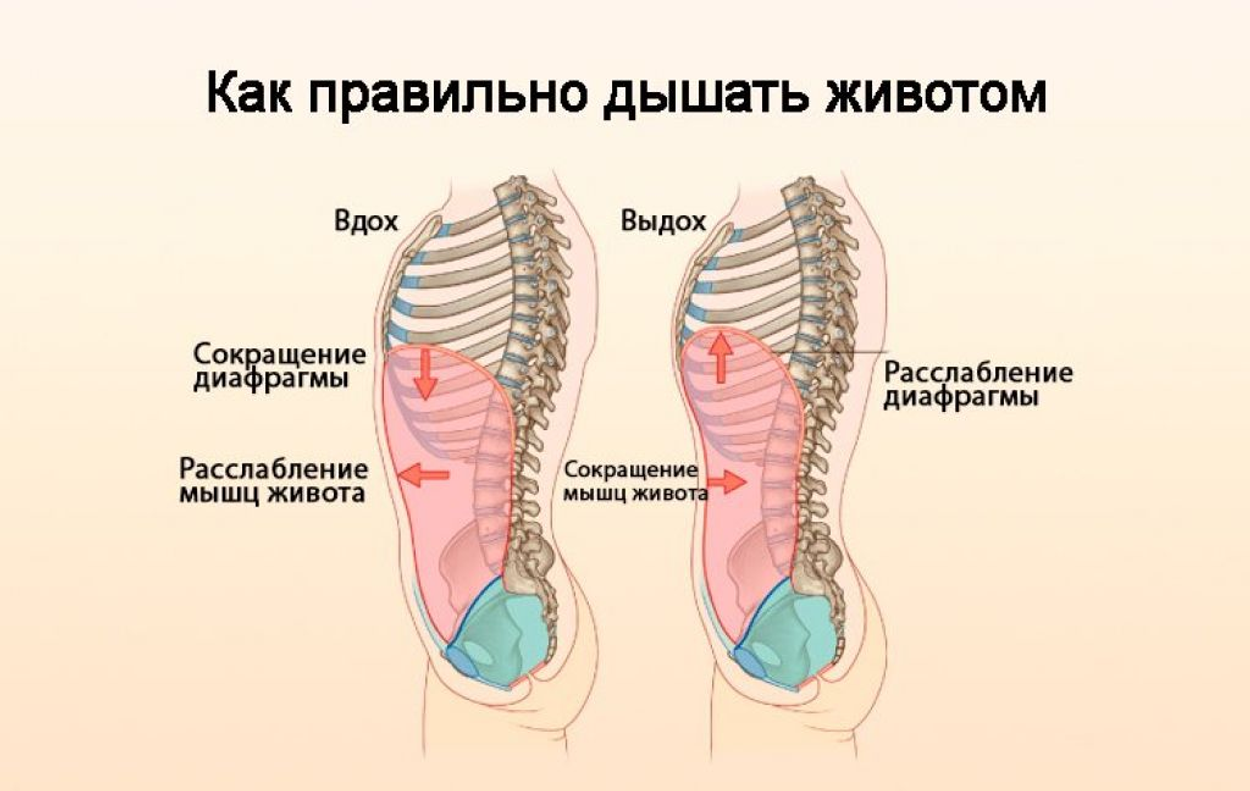 Как правильно дышать животом
Вдох
Выдох
Сокращение
диафрагмы
Расслабление
диафрагмы
Расслабление
мышц живота
Сокращение
мышц живота